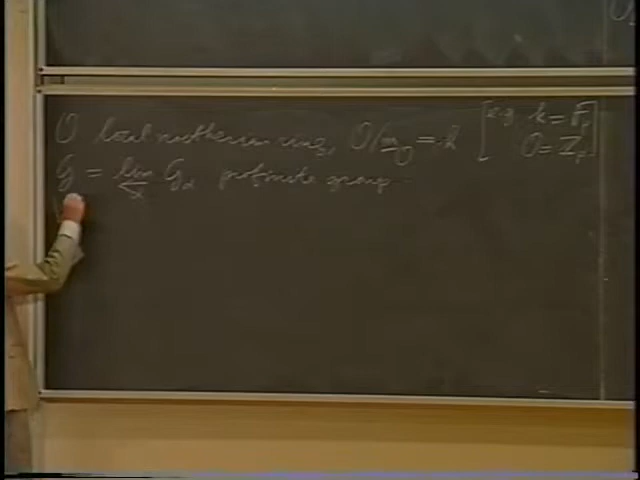 O local noetherian ring, O/m_O = k [e.g. k = F_p
O = Z_p]
G = lim← G_α profinite group
α